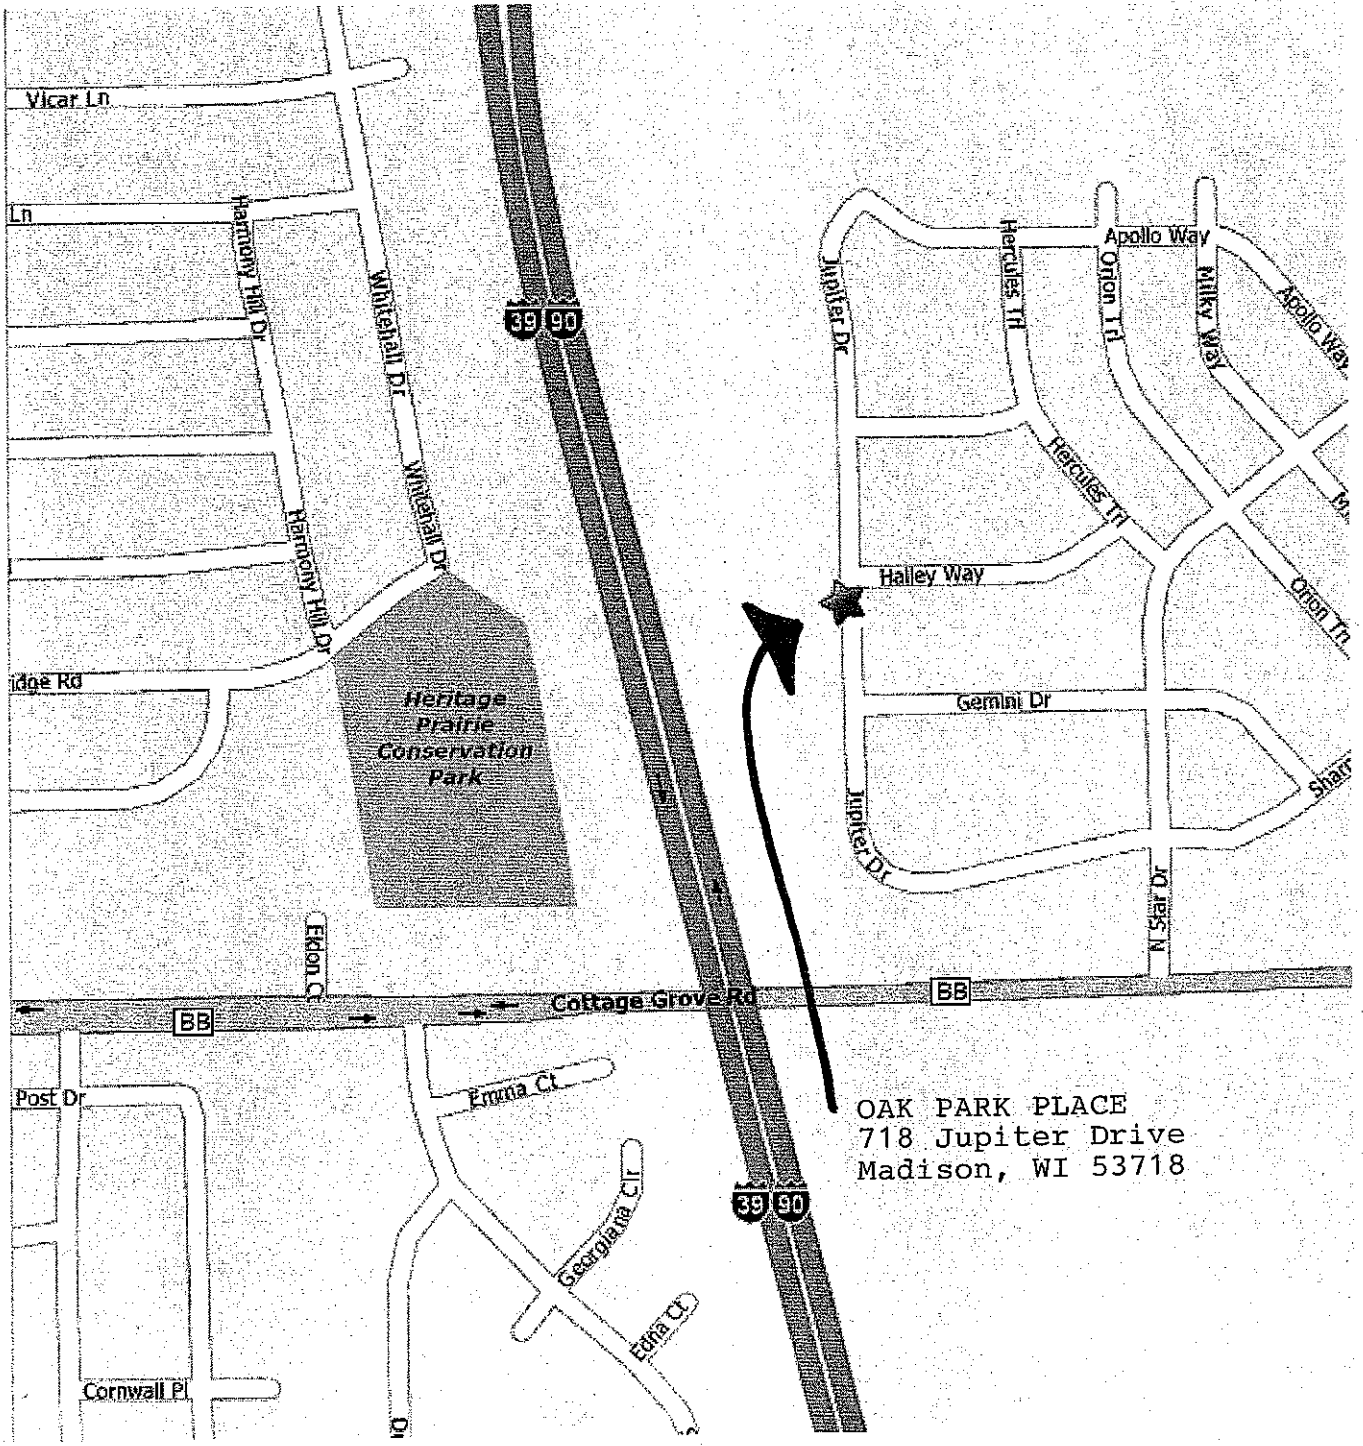 Vicar Ln
Ln
Harmony Hill Dr
Whitehall Dr
39 90
Jupiter Dr
Hercules Trl
Orion Trl
Apollo Way
Milky Way
Apollo Way
Whitehall Dr
Harmony Hill Dr
Hercules Trl
Halley Way
Orion Trl
idge Rd
Heritage
Prairie
Conservation
Park
Gemini Dr
Jupiter Dr
N Star Dr
Cottage Grove Rd
BB
BB
Post Dr
Emma Ct
OAK PARK PLACE
718 Jupiter Drive
Madison, WI 53718
39 90
Georgiana Cir
Edna Ct
Cornwall Pl